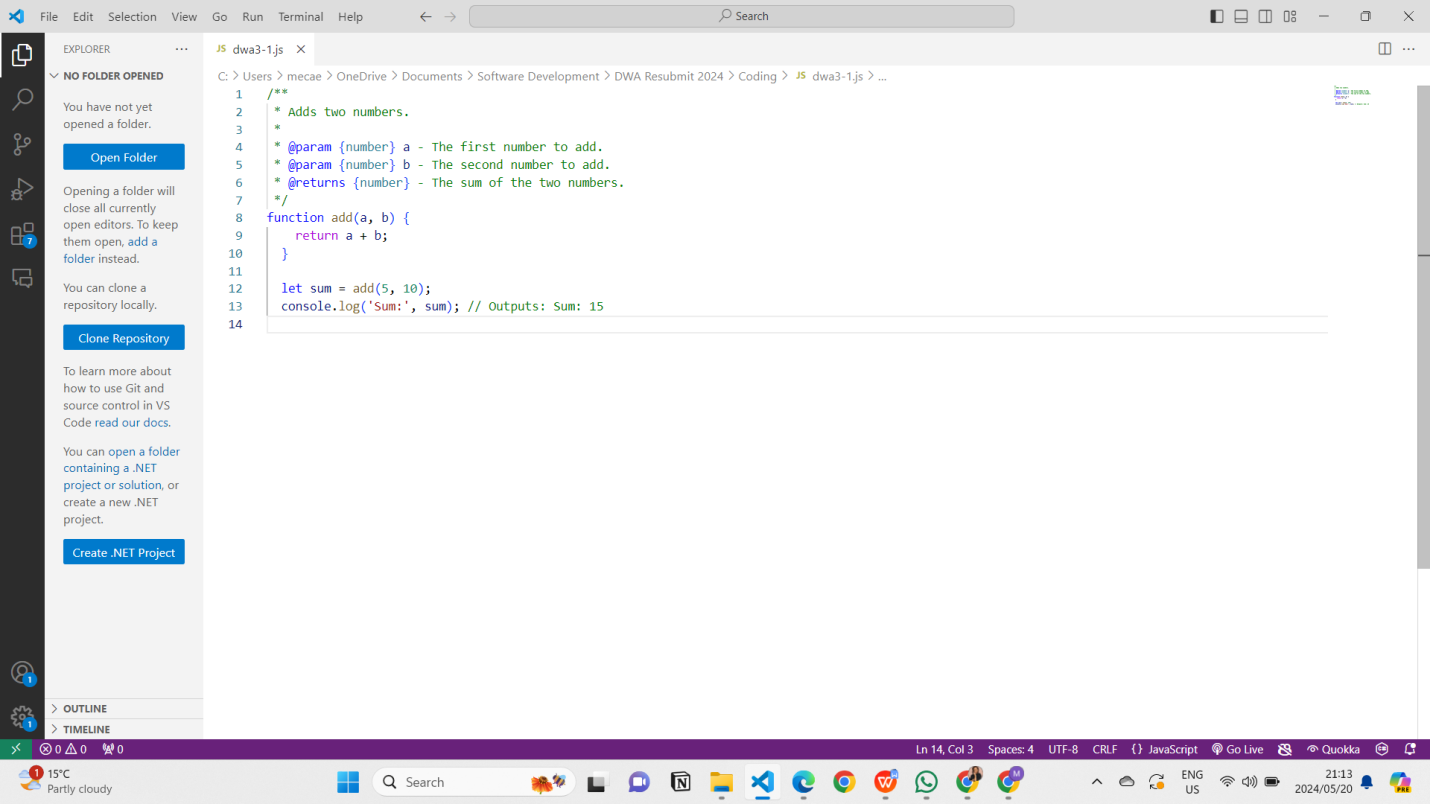 File Edit Selection View Go Run Terminal Help
Search
EXPLORER
NO FOLDER OPENED
You have not yet
opened a folder.
Open Folder
Opening a folder will
close all currently
open editors. To keep
them open, add a
folder instead.
You can clone a
repository locally.
Clone Repository
To learn more about
how to use Git and
source control in VS
Code read our docs.
You can open a folder
containing a .NET
project or solution, or
create a new .NET
project.
Create .NET Project
OUTLINE
TIMELINE
7
1
1
JS dwa3-1.js
C: > Users > mecae > OneDrive > Documents > Software Development > DWA Resubmit 2024 > Coding > JS dwa3-1.js > ...
1 /**
2 * Adds two numbers.
3 *
4 * @param {number} a - The first number to add.
5 * @param {number} b - The second number to add.
6 * @returns {number} - The sum of the two numbers.
7 */
8 function add(a, b) {
9 return a + b;
10 }
11
12 let sum = add(5, 10);
13 console.log('Sum:', sum); // Outputs: Sum: 15
14
0 0 0 Ln 14, Col 3 Spaces: 4 UTF-8 CRLF {} JavaScript Go Live Quokka
1 15°C
Partly cloudy
Search
W
M
ENG
US
21:13
2024/05/20
PRE